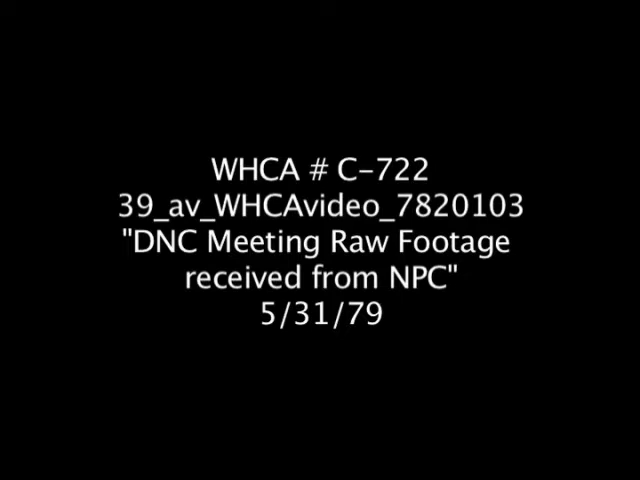 WHCA # C-722
39_av_WHCAvideo_7820103
"DNC Meeting Raw Footage
received from NPC"
5/31/79